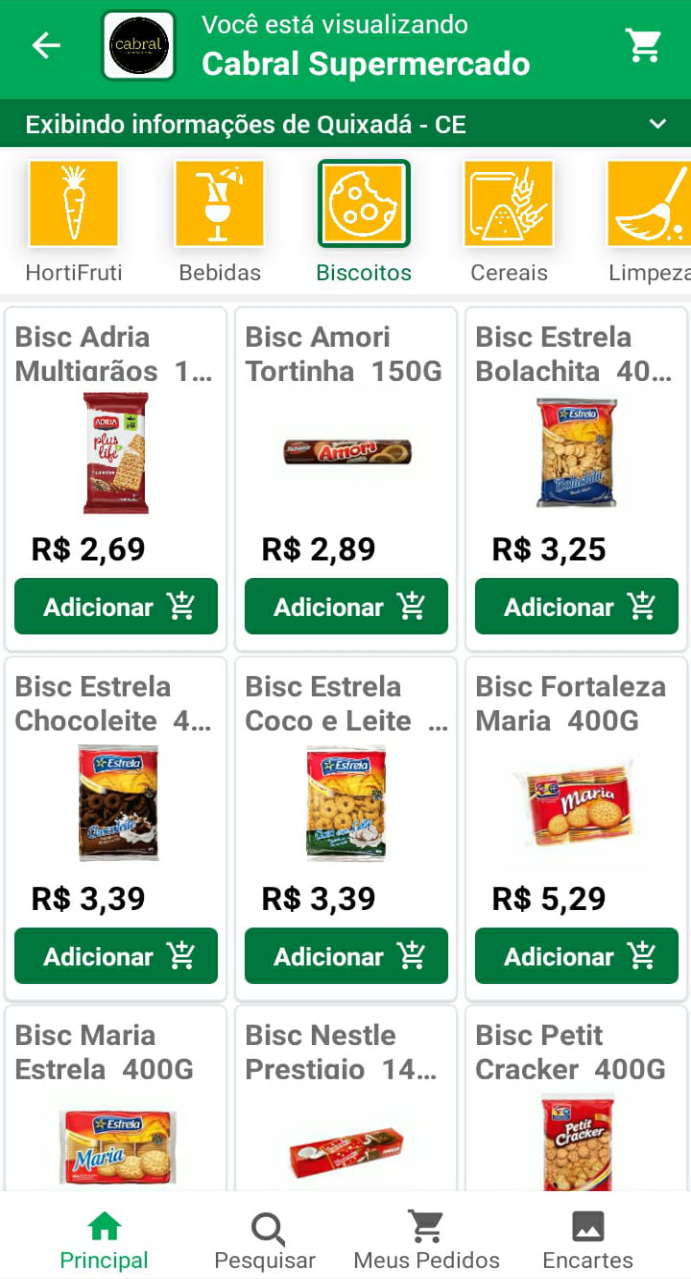 Você está visualizando
cabral
Cabral Supermercado
Exibindo informações de Quixadá - CE
HortiFruti
Bebidas
Biscoitos
Cereais
Limpeza
Bisc Adria
Multigrãos 1...
Bisc Amori
Tortinha 150G
Bisc Estrela
Bolachita 40...
ADRIA
plus
life
Amori
Estrela
Bolachita
R$ 2,69
R$ 2,89
R$ 3,25
Adicionar
Adicionar
Adicionar
Bisc Estrela
Chocoleite 4...
Bisc Estrela
Coco e Leite ...
Bisc Fortaleza
Maria 400G
Estrela
Chocoleite
Estrela
Maria
R$ 3,39
R$ 3,39
R$ 5,29
Adicionar
Adicionar
Adicionar
Bisc Maria
Estrela 400G
Bisc Nestle
Prestigio 14...
Bisc Petit
Cracker 400G
Estrela
Maria
Petit
Cracker
Principal
Pesquisar
Meus Pedidos
Encartes